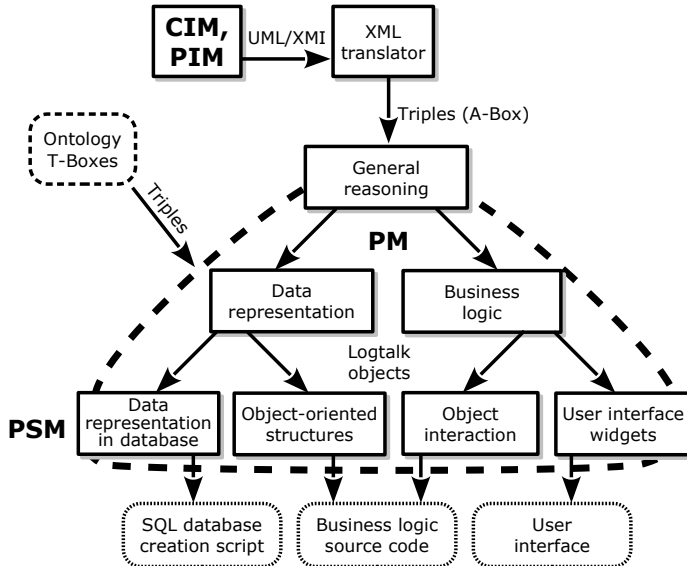 CIM,
PIM
UML/XMI
XML
translator
Triples (A-Box)
Ontology
T-Boxes
Triples
General
reasoning
PM
Data
representation
Business
logic
Logtalk
objects
PSM
Data
representation
in database
Object-oriented
structures
Object
interaction
User interface
widgets
SQL database
creation script
Business logic
source code
User
interface